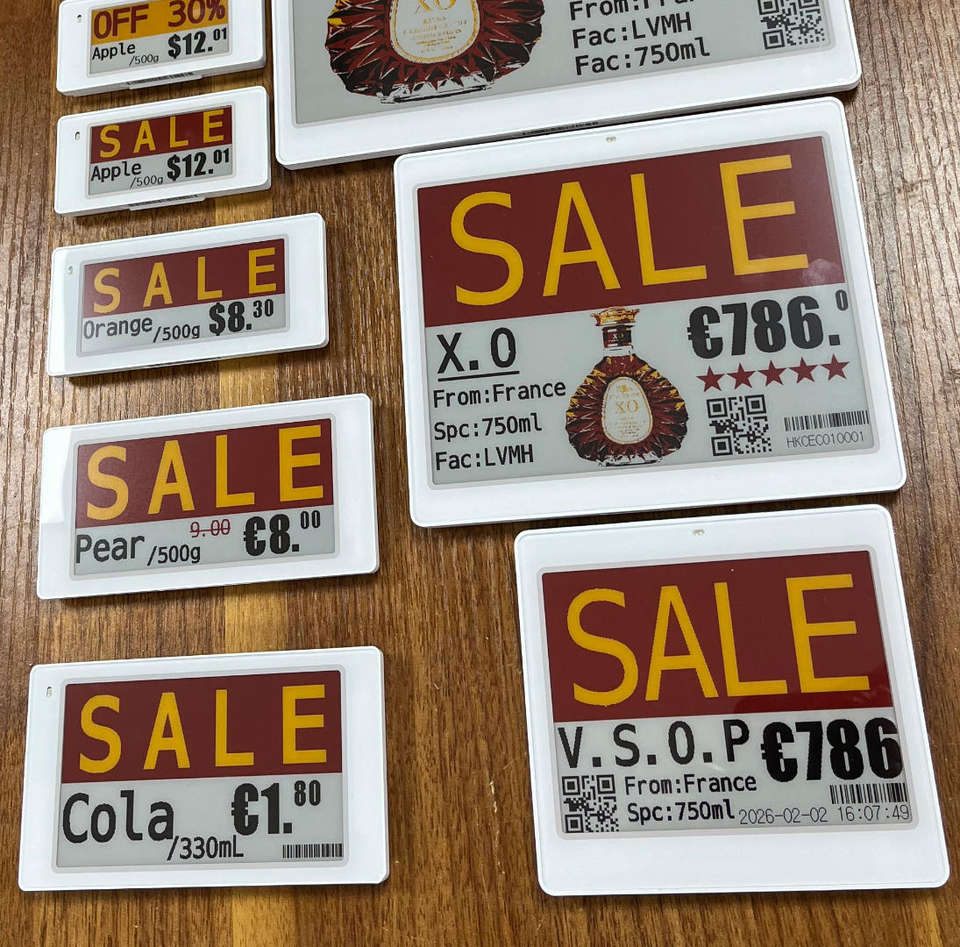 OFF 30%
Apple /500g $12.01
SALE
Apple /500g $12.01
SALE
Orange /500g $8.30
SALE
9.00
Pear /500g €8.00
SALE
Cola /330mL €1.80
XO
Fac:LVMH
Fac:750ml
SALE
X.O
€786.0
From:France
Spc:750ml
Fac:LVMH
XO
HKCEC010001
SALE
V.S.O.P €786
From:France
Spc:750ml
2026-02-02 16:07:49